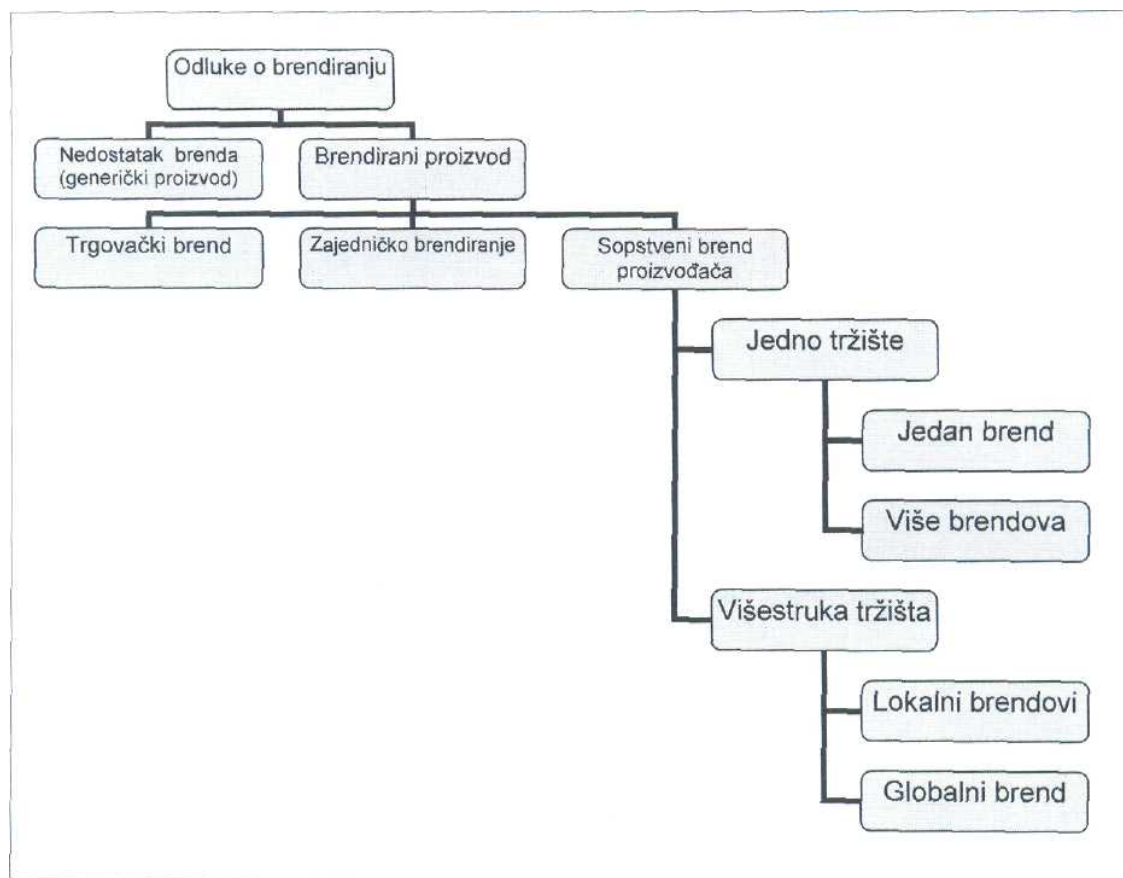 Odluke o brendiranju
Nedostatak brenda
(generički proizvod)
Brendirani proizvod
Trgovački brend
Zajedničko brendiranje
Sopstveni brend
proizvođača
Jedno tržište
Jedan brend
Više brendova
Višestruka tržišta
Lokalni brendovi
Globalni brend